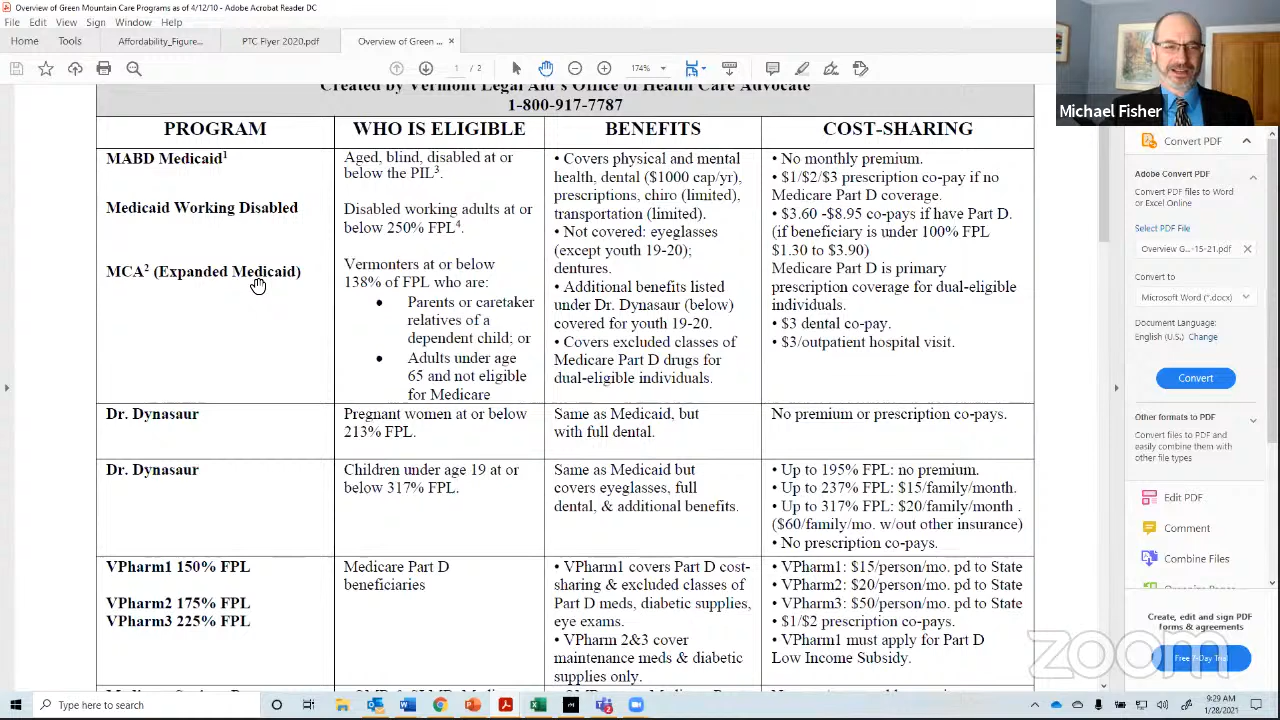 Overview of Green Mountain Care Programs as of 4/12/10 - Adobe Acrobat Reader DC
File Edit View Sign Window Help
Home Tools Affordability_Figure... PTC Flyer 2020.pdf Overview of Green ... ×
1 / 2 174%
Michael Fisher
Created by Vermont Legal Aid's Office of Health Care Advocate
1-800-917-7787
PROGRAM WHO IS ELIGIBLE BENEFITS COST-SHARING
MABD Medicaid1
Medicaid Working Disabled
MCA2 (Expanded Medicaid)
Aged, blind, disabled at or
below the PIL3.
Disabled working adults at or
below 250% FPL4.
Vermonters at or below
138% of FPL who are:
• Parents or caretaker
relatives of a
dependent child; or
• Adults under age
65 and not eligible
for Medicare
• Covers physical and mental
health, dental ($1000 cap/yr),
prescriptions, chiro (limited),
transportation (limited).
• Not covered: eyeglasses
(except youth 19-20);
dentures.
• Additional benefits listed
under Dr. Dynasaur (below)
covered for youth 19-20.
• Covers excluded classes of
Medicare Part D drugs for
dual-eligible individuals.
• No monthly premium.
• $1/$2/$3 prescription co-pay if no
Medicare Part D coverage.
• $3.60 -$8.95 co-pays if have Part D.
(if beneficiary is under 100% FPL
$1.30 to $3.90)
Medicare Part D is primary
prescription coverage for dual-eligible
individuals.
• $3 dental co-pay.
• $3/outpatient hospital visit.
Dr. Dynasaur
Pregnant women at or below
213% FPL.
Same as Medicaid, but
with full dental.
No premium or prescription co-pays.
Dr. Dynasaur
Children under age 19 at or
below 317% FPL.
Same as Medicaid but
covers eyeglasses, full
dental, & additional benefits.
• Up to 195% FPL: no premium.
• Up to 237% FPL: $15/family/month.
• Up to 317% FPL: $20/family/month .
($60/family/mo. w/out other insurance)
• No prescription co-pays.
VPharm1 150% FPL
VPharm2 175% FPL
VPharm3 225% FPL
Medicare Part D
beneficiaries
• VPharm1 covers Part D cost-
sharing & excluded classes of
Part D meds, diabetic supplies,
eye exams.
• VPharm 2&3 cover
maintenance meds & diabetic
supplies only.
• VPharm1: $15/person/mo. pd to State
• VPharm2: $20/person/mo. pd to State
• VPharm3: $50/person/mo. pd to State
• $1/$2 prescription co-pays.
• VPharm1 must apply for Part D
Low Income Subsidy.
Convert PDF
Adobe Convert PDF
Convert PDF Files to Word
or Excel Online
Select PDF File
Overview G...-15-21.pdf ×
Convert to
Microsoft Word (*.docx)
Document Language:
English (U.S.) Change
Convert
Other formats to PDF
Convert files to PDF and
easily combine them with
other file types
Edit PDF
Comment
Combine Files
Create, edit and sign PDF
forms & agreements
Free 7-Day Trial
zoom
Type here to search
9:29 AM
1/28/2021